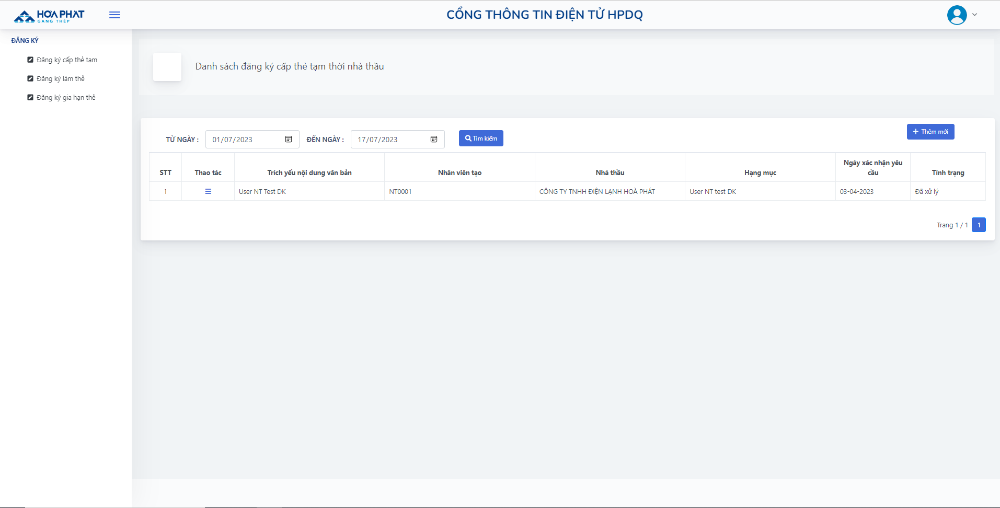 HOÀ PHÁT
GANG THÉP
CỔNG THÔNG TIN ĐIỆN TỬ HPDQ
ĐĂNG KÝ
Đăng ký cấp thẻ tạm
Đăng ký làm thẻ
Đăng ký gia hạn thẻ
Danh sách đăng ký cấp thẻ tạm thời nhà thầu
TỪ NGÀY : 01/07/2023 ĐẾN NGÀY : 17/07/2023 Tìm kiếm Thêm mới
STT Thao tác Trích yếu nội dung văn bản Nhân viên tạo Nhà thầu Hạng mục Ngày xác nhận yêu cầu Tình trạng
1 User NT Test DK NT0001 CÔNG TY TNHH ĐIỆN LẠNH HOÀ PHÁT User NT test DK 03-04-2023 Đã xử lý
Trang 1 / 1 1